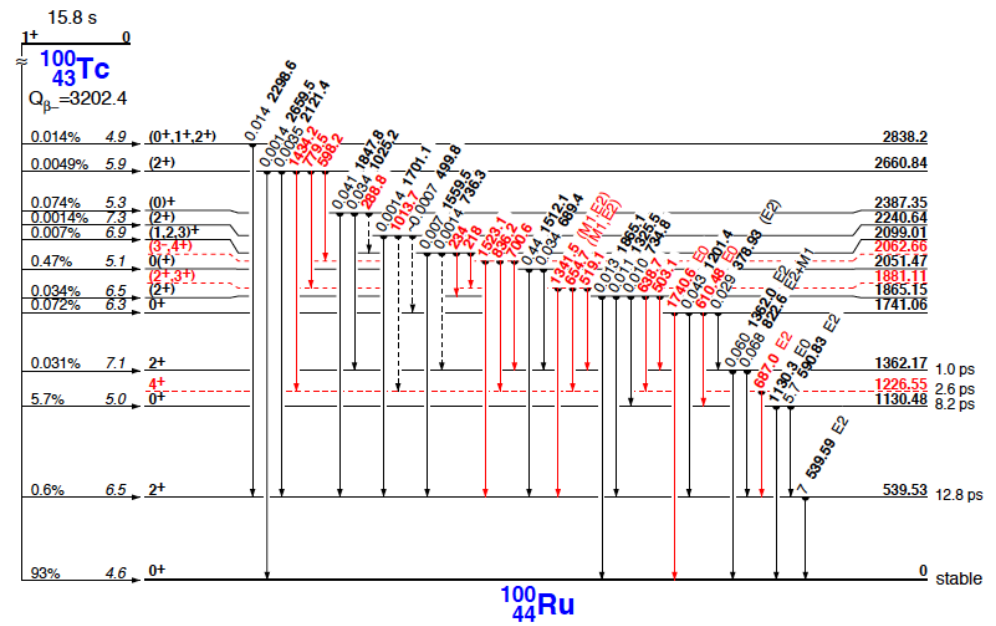 15.8 s
1+ 0
100
43Tc
Qβ–=3202.4
0.014 2298.6
0.0014 2659.5
0.0035 2121.4
1434.2
779.5
598.2
0.041 1847.8
0.034 1025.2
288.8
0.0014 1701.1
1013.7
~0.0007 499.8
0.007 1559.5
0.0014 736.3
234
218
1523.1
836.2
700.6
0.44 1512.1
0.034 689.4
1341.5 (M1,E2)
654.7
519.1 (M1,E2)
0.013 1865.1
0.011 1325.5
0.010 734.8
638.7
503.1
1740.6 E0
0.043 1201.4
610.48 E0
0.029 378.93 (E2)
0.060 1362.0 E2
0.068 822.6 E2+M1
687.0 E2
1130.3 E0
5.7 590.83 E2
7 539.59 E2
0.014% 4.9 (0+,1+,2+) 2838.2
0.0049% 5.9 (2+) 2660.84
0.074% 5.3 (0)+ 2387.35
0.0014% 7.3 (2+) 2240.64
0.007% 6.9 (1,2,3)+ 2099.01
(3-,4+) 2062.66
0.47% 5.1 0(+) 2051.47
(2+,3+) 1881.11
0.034% 6.5 (2+) 1865.15
0.072% 6.3 0+ 1741.06
0.031% 7.1 2+ 1362.17 1.0 ps
4+ 1226.55 2.6 ps
5.7% 5.0 0+ 1130.48 8.2 ps
0.6% 6.5 2+ 539.53 12.8 ps
93% 4.6 0+ 0 stable
100
44Ru